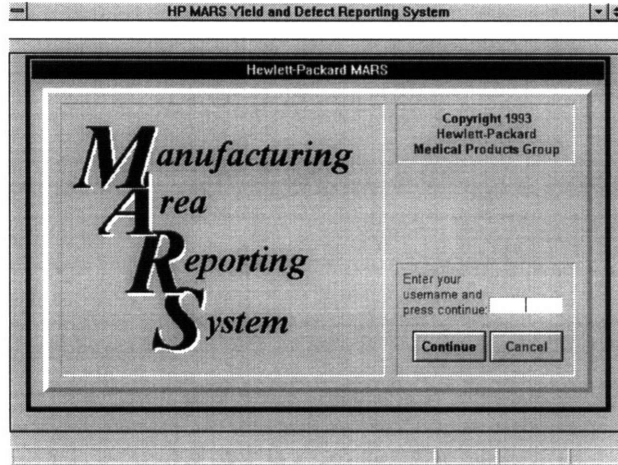 HP MARS Yield and Defect Reporting System
Hewlett-Packard MARS
Manufacturing
Area
Reporting
System
Copyright 1993
Hewlett-Packard
Medical Products Group
Enter your
username and
press continue:
Continue Cancel